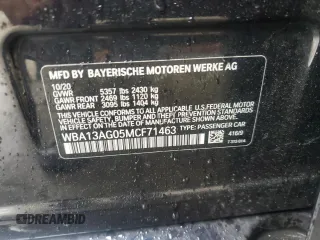 MFD BY BAYERISCHE MOTOREN WERKE AG
10/20
GVWR 5357 lbs 2430 kg
GAWR FRONT 2469 lbs 1120 kg
GAWR REAR 3095 lbs 1404 kg
THIS VEHICLE CONFORMS TO ALL APPLICABLE
U.S. FEDERAL MOTOR VEHICLE SAFETY, BUMPER,
AND THEFT PREVENTION STANDARDS IN EFFECT
ON THE DATE OF MANUFACTURE SHOWN ABOVE.
WBA13AG05MCF71463 TYPE: PASSENGER CAR
416/9
DREAMBID